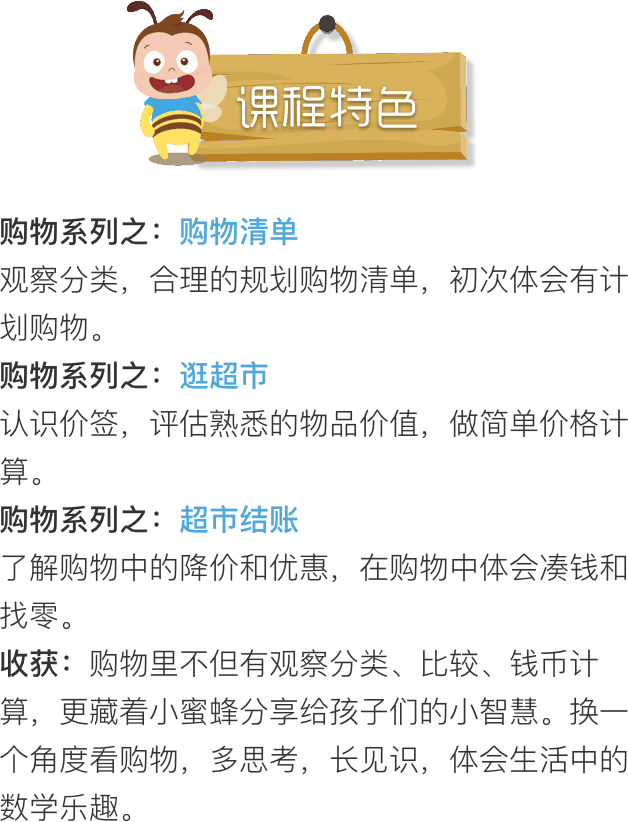 课程特色
购物系列之：购物清单
观察分类，合理的规划购物清单，初次体会有计
划购物。
购物系列之：逛超市
认识价签，评估熟悉的物品价值，做简单价格计
算。
购物系列之：超市结账
了解购物中的降价和优惠，在购物中体会凑钱和
找零。
收获：购物里不但有观察分类、比较、钱币计
算，更藏着小蜜蜂分享给孩子们的小智慧。换一
个角度看购物，多思考，长见识，体会生活中的
数学乐趣。